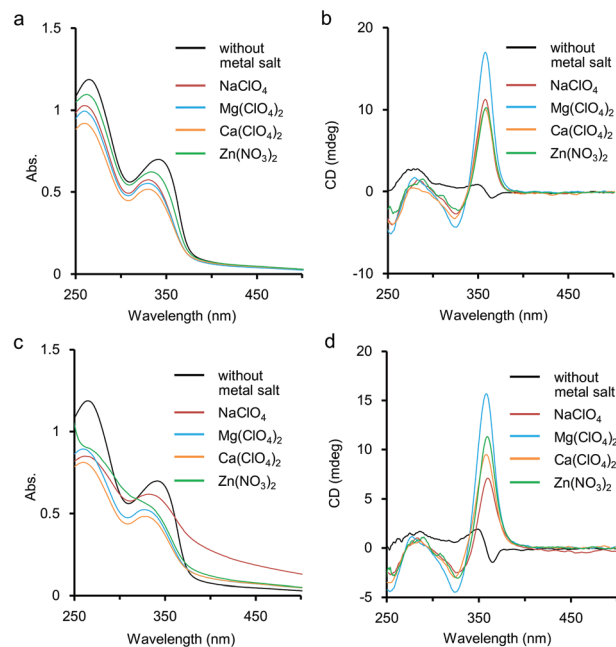 a
1.5
1
0.5
0
Abs.
250
350
450
Wavelength (nm)
without
metal salt
NaClO4
Mg(ClO4)2
Ca(ClO4)2
Zn(NO3)2
b
20
10
0
-10
CD (mdeg)
250
350
450
Wavelength (nm)
without
metal salt
NaClO4
Mg(ClO4)2
Ca(ClO4)2
Zn(NO3)2
c
1.5
1
0.5
0
Abs.
250
350
450
Wavelength (nm)
without
metal salt
NaClO4
Mg(ClO4)2
Ca(ClO4)2
Zn(NO3)2
d
20
15
10
5
0
-5
CD (mdeg)
250
350
450
Wavelength (nm)
without
metal salt
NaClO4
Mg(ClO4)2
Ca(ClO4)2
Zn(NO3)2